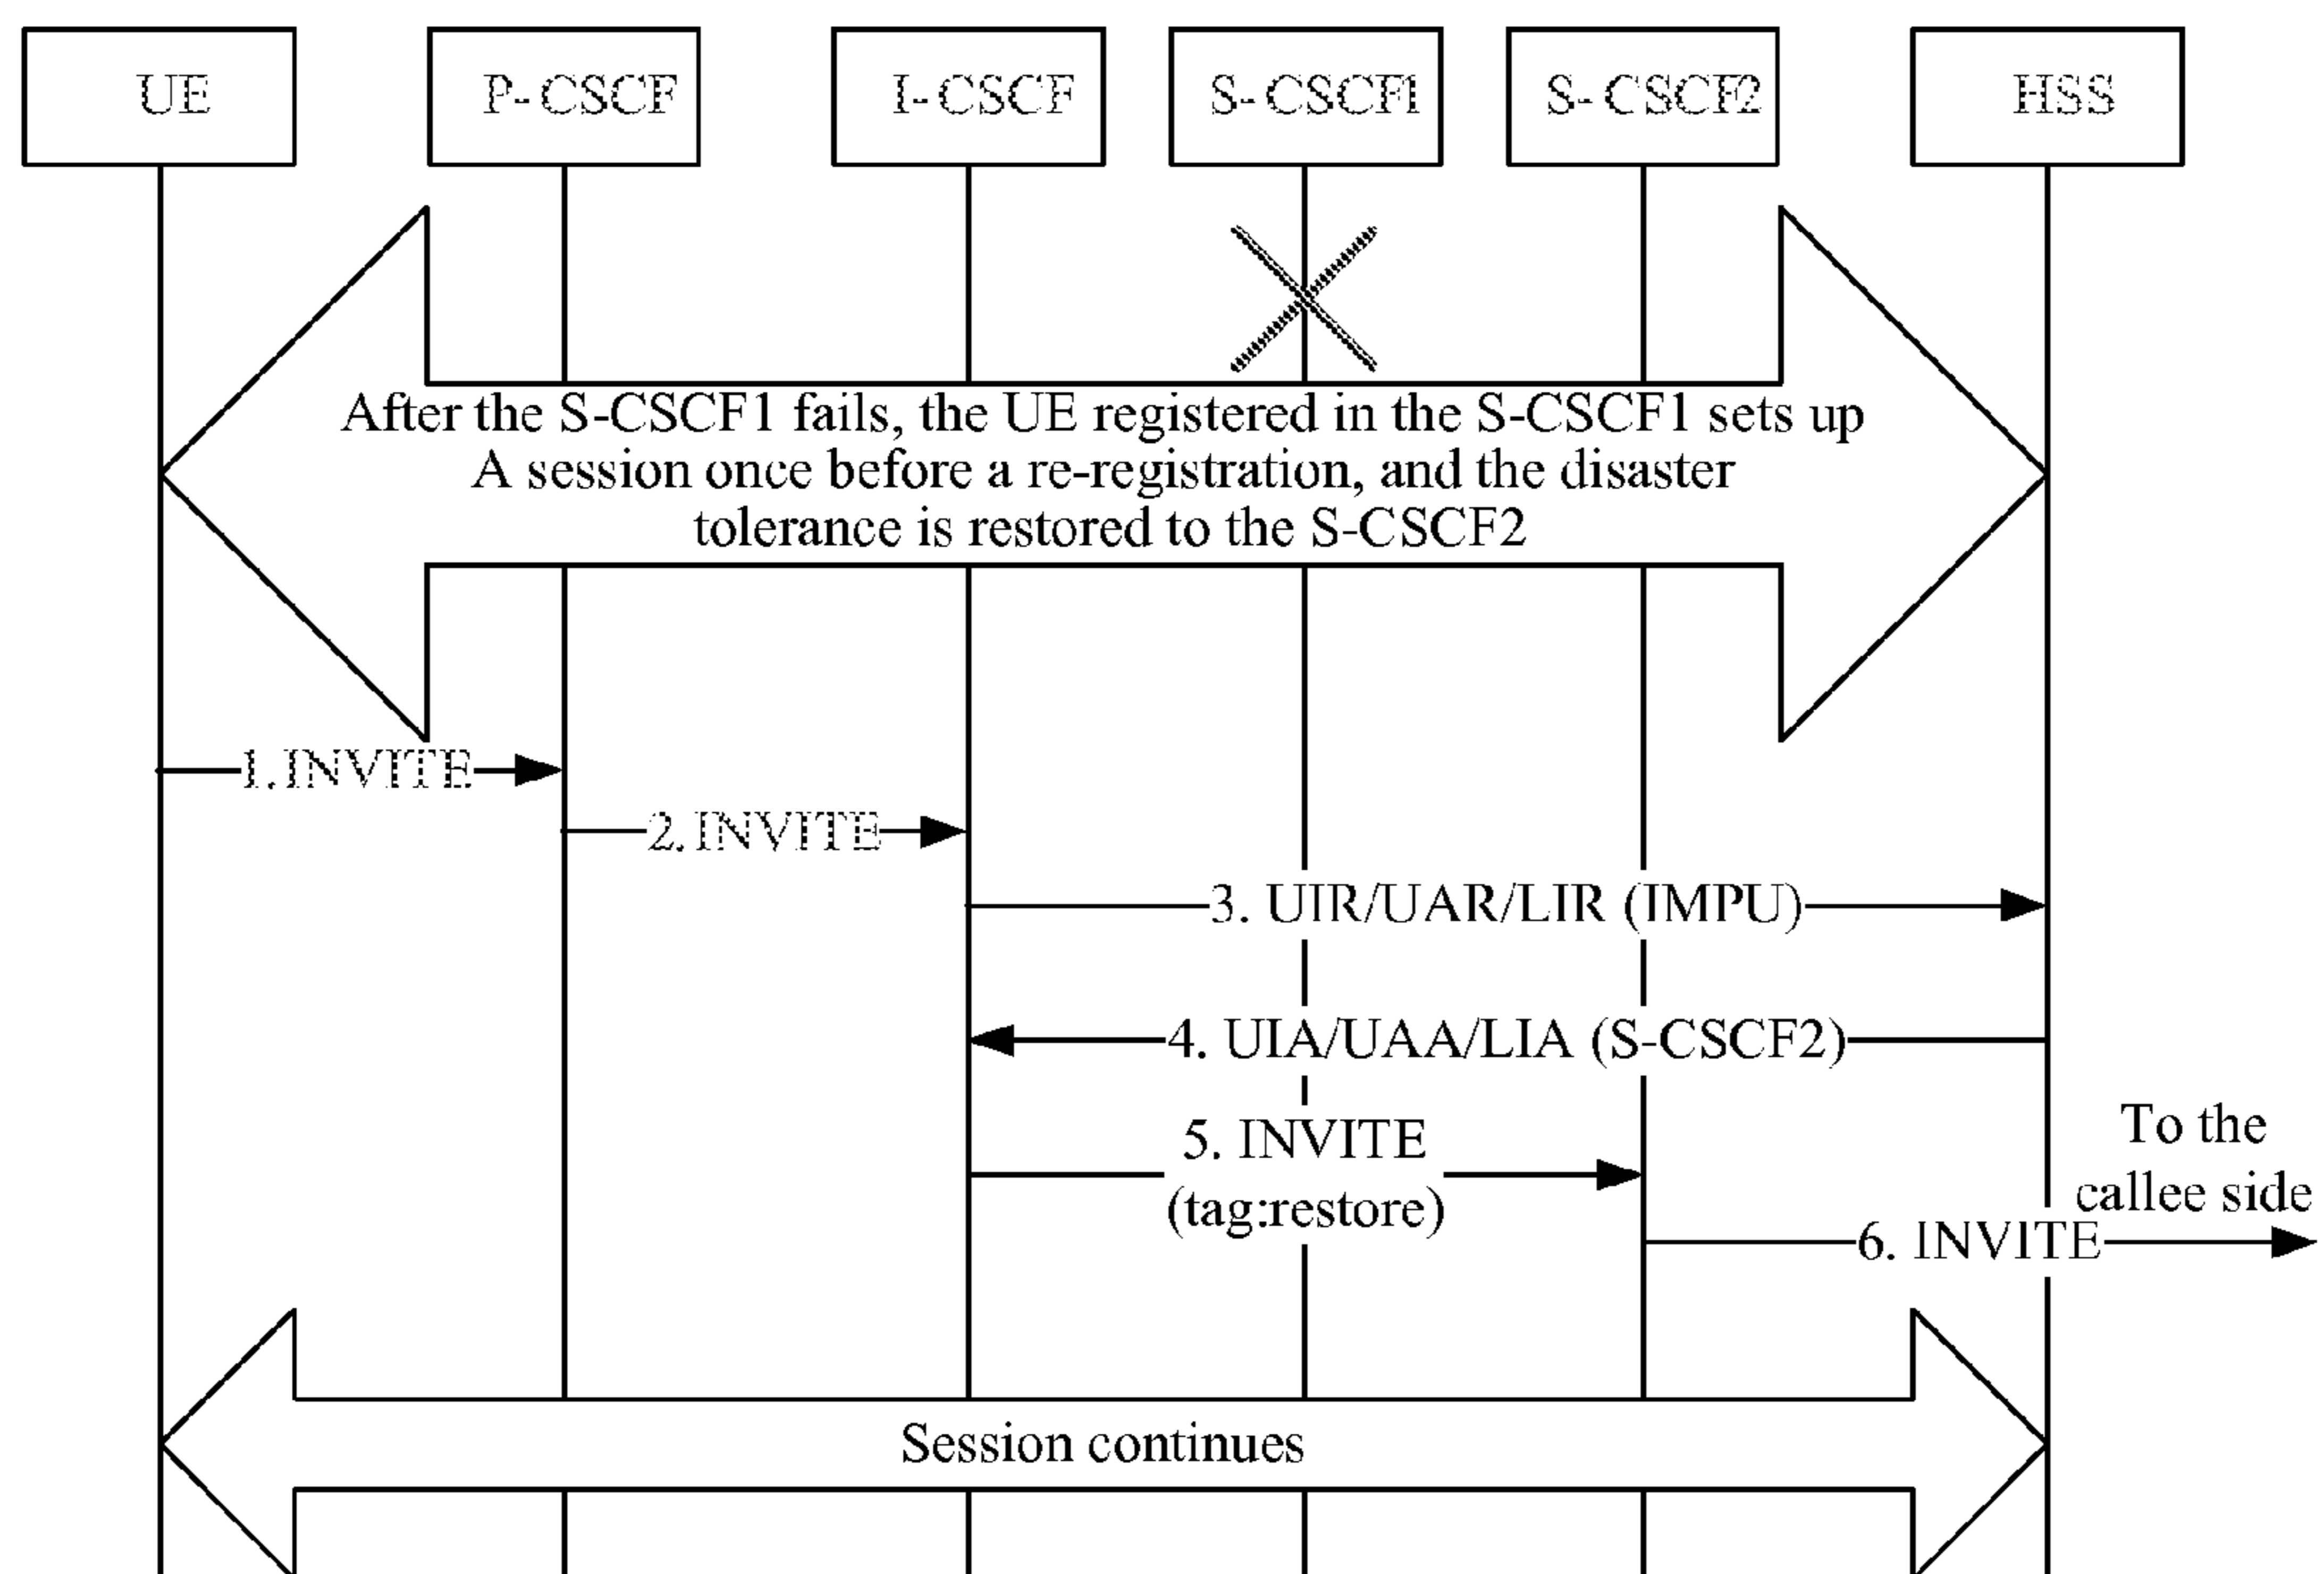 UE
P-CSCF
I-CSCF
S-CSCF1
S-CSCF2
HSS
After the S-CSCF1 fails, the UE registered in the S-CSCF1 sets up
A session once before a re-registration, and the disaster
tolerance is restored to the S-CSCF2
1. INVITE
2. INVITE
3. UIR/UAR/LIR (IMPU)
4. UIA/UAA/LIA (S-CSCF2)
5. INVITE
(tag:restore)
To the
callee side
6. INVITE
Session continues